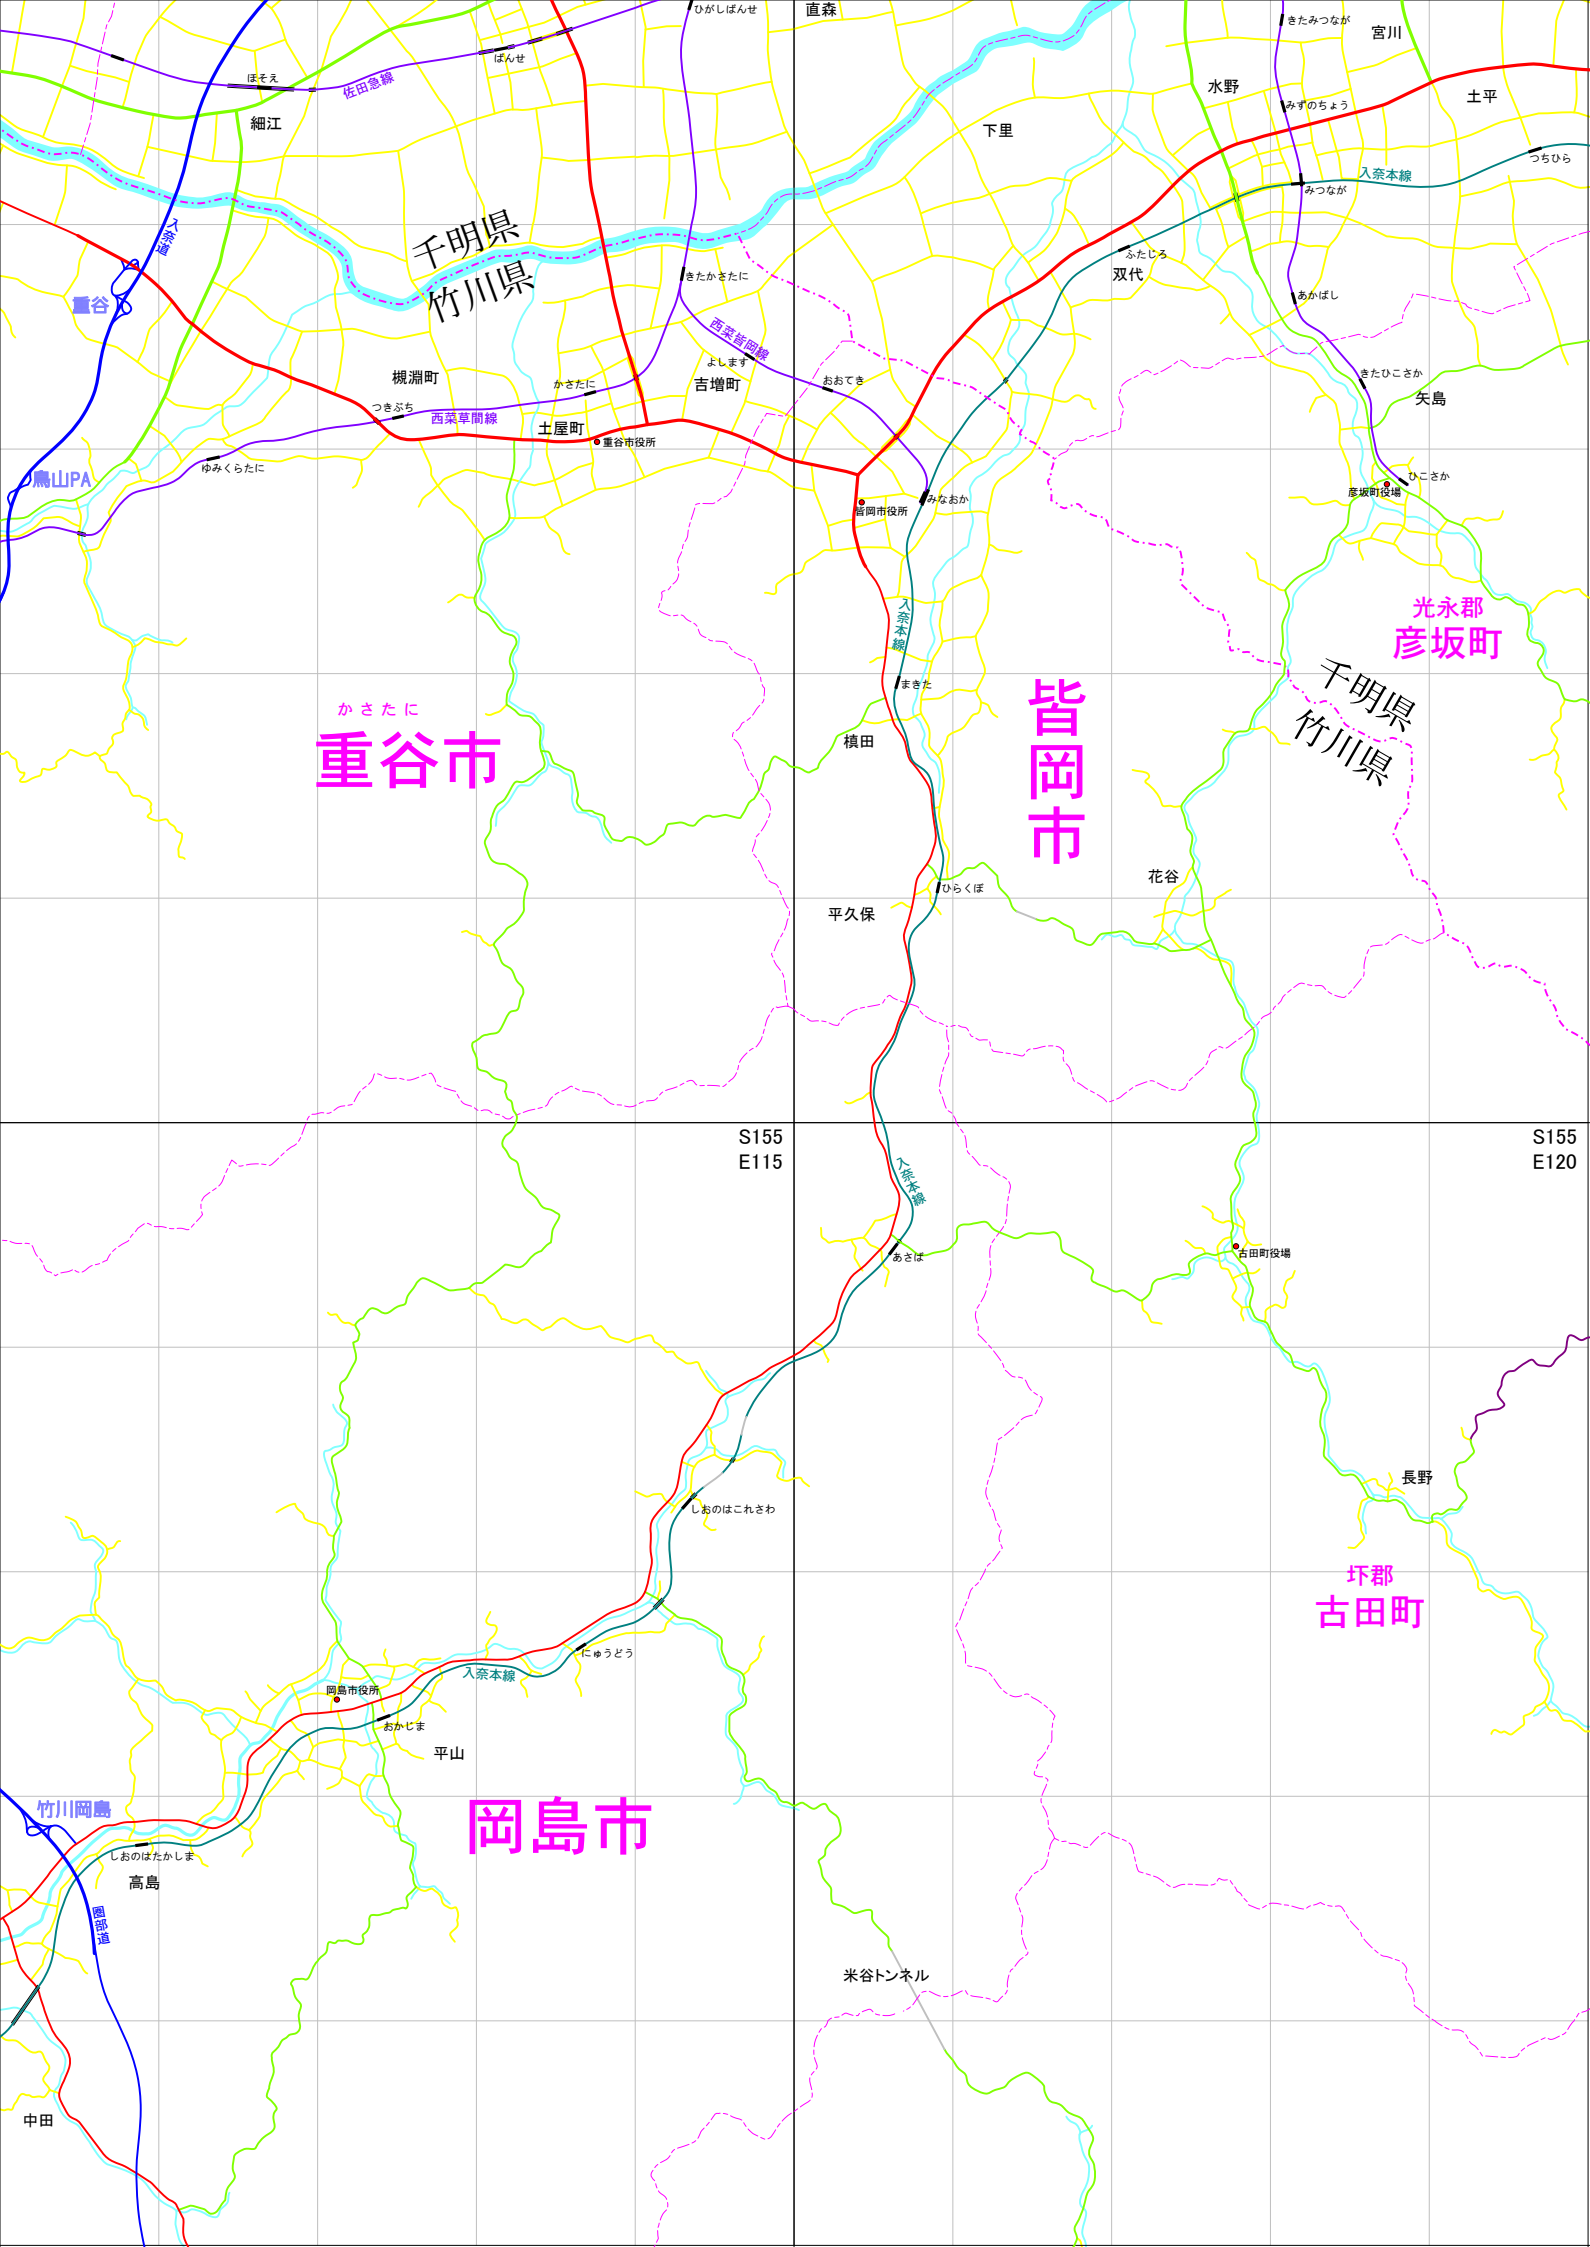 ひがしばんせ
直森
きたみつなが
宮川
ばんせ
ほそえ
佐田急線
水野
土平
みずのちょう
細江
下里
つちひら
入奈本線
みつなが
入奈道
千明県
竹川県
きたかさたに
ふたじろ
双代
あかばし
重谷
西菜皆岡線
よします
槻淵町
かさたに
吉増町
おおてき
きたひこさか
矢島
つきぶち
西菜草間線
土屋町
重谷市役所
ゆみくらたに
鳥山PA
ひこさか
彦坂町役場
みなおか
皆岡市役所
入奈本線
光永郡
彦坂町
千明県
竹川県
まきた
かさたに
重谷市
皆岡市
槙田
花谷
ひらくぼ
平久保
S155
E115
S155
E120
入奈本線
あさば
古田町役場
長野
しおのはこれさわ
圷郡
古田町
にゅうどう
入奈本線
岡島市役所
おかじま
平山
竹川岡島
岡島市
しおのはたかしま
高島
園部道
米谷トンネル
中田